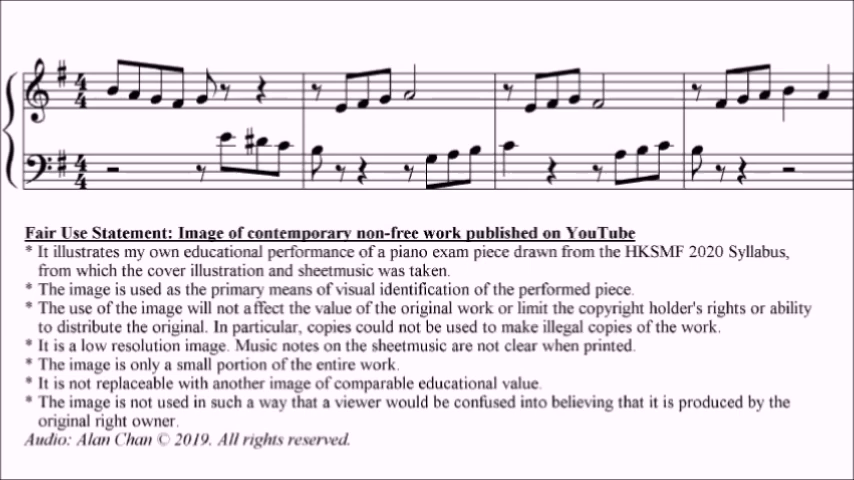 Fair Use Statement: Image of contemporary non-free work published on YouTube
* It illustrates my own educational performance of a piano exam piece drawn from the HKSMF 2020 Syllabus,
from which the cover illustration and sheetmusic was taken.
* The image is used as the primary means of visual identification of the performed piece.
* The use of the image will not affect the value of the original work or limit the copyright holder's rights or ability
to distribute the original. In particular, copies could not be used to make illegal copies of the work.
* It is a low resolution image. Music notes on the sheetmusic are not clear when printed.
* The image is only a small portion of the entire work.
* It is not replaceable with another image of comparable educational value.
* The image is not used in such a way that a viewer would be confused into believing that it is produced by the
original right owner.
Audio: Alan Chan © 2019. All rights reserved.